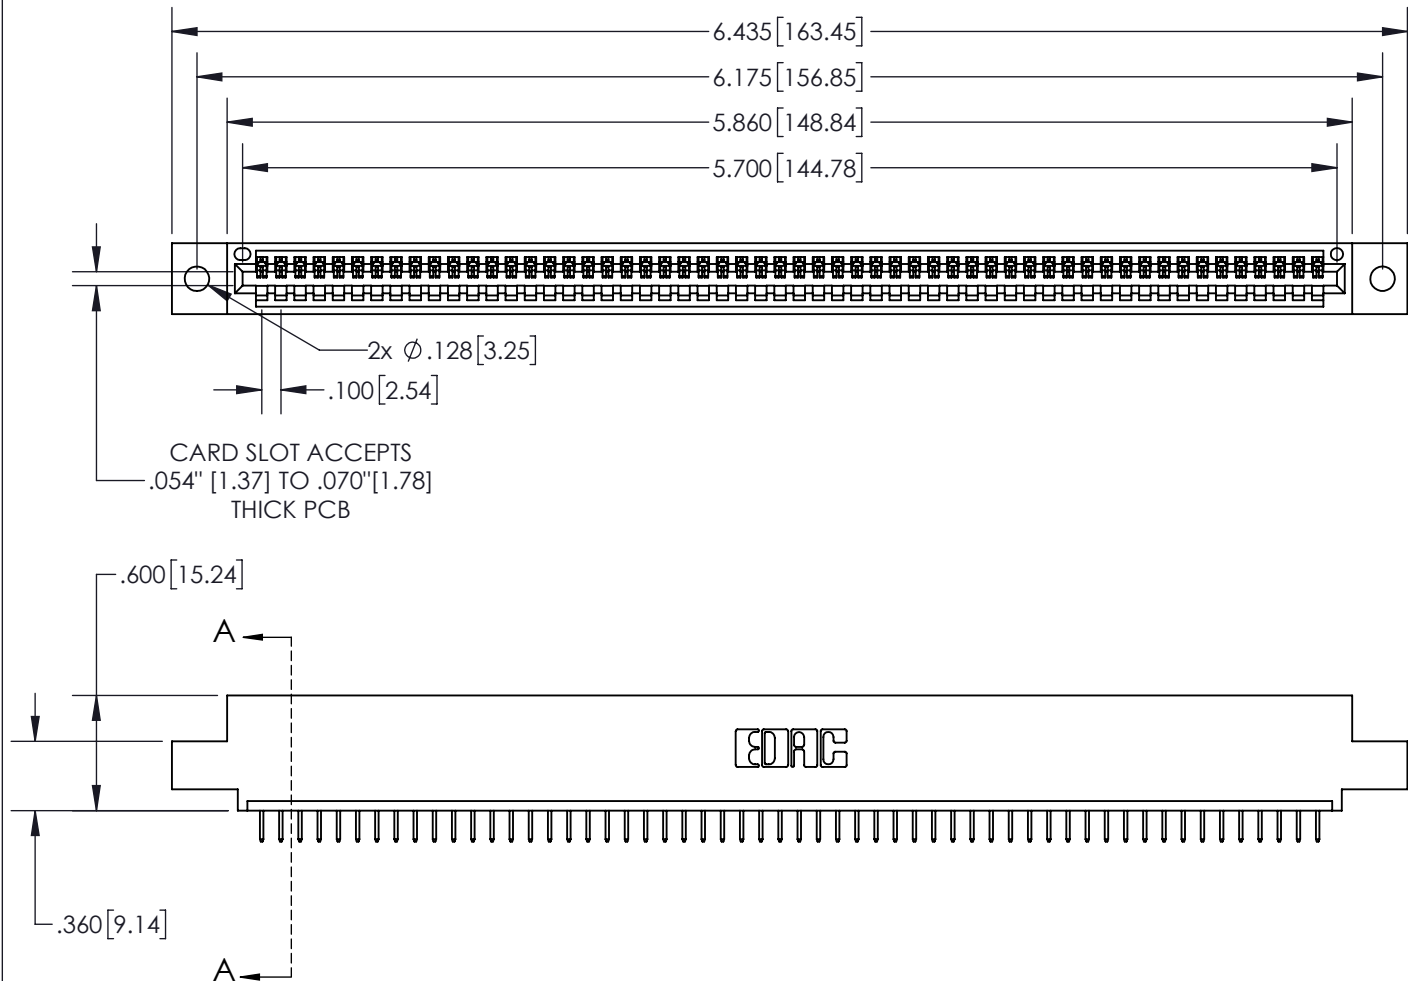 6.435[163.45]
6.175[156.85]
5.860[148.84]
5.700[144.78]
2x Ø.128[3.25]
.100[2.54]
CARD SLOT ACCEPTS
.054" [1.37] TO .070"[1.78]
THICK PCB
.600[15.24]
A
EDAC
.360[9.14]
A